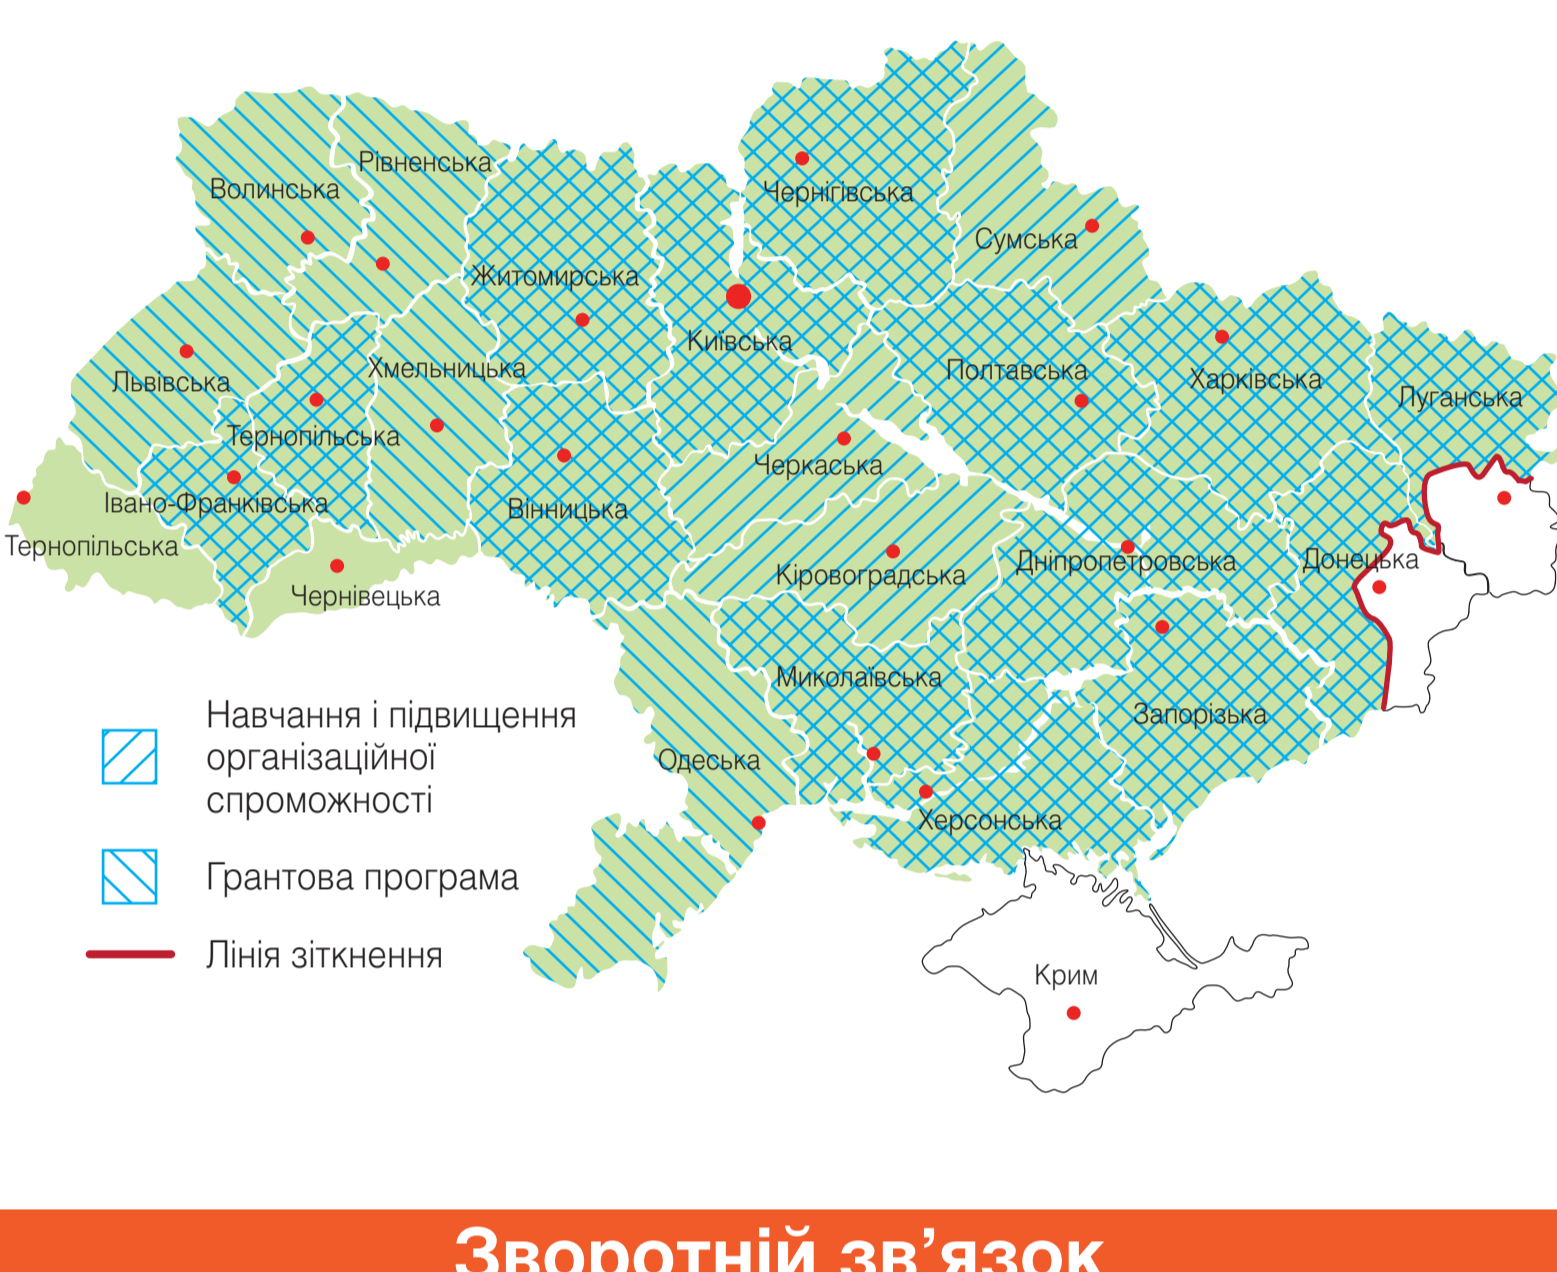 Рівненська
Волинська
Чернігівська
Сумська
Житомирська
Київська
Хмельницька
Львівська
Полтавська
Харківська
Луганська
Тернопільська
Черкаська
Івано-Франківська
Вінницька
Тернопільська
Кіровоградська
Дніпропетровська
Донецька
Чернівецька
Миколаївська
Запорізька
Одеська
Херсонська
Крим
Навчання і підвищення
організаційної
спроможності
Грантова програма
Лінія зіткнення
Зворотній зв’язок